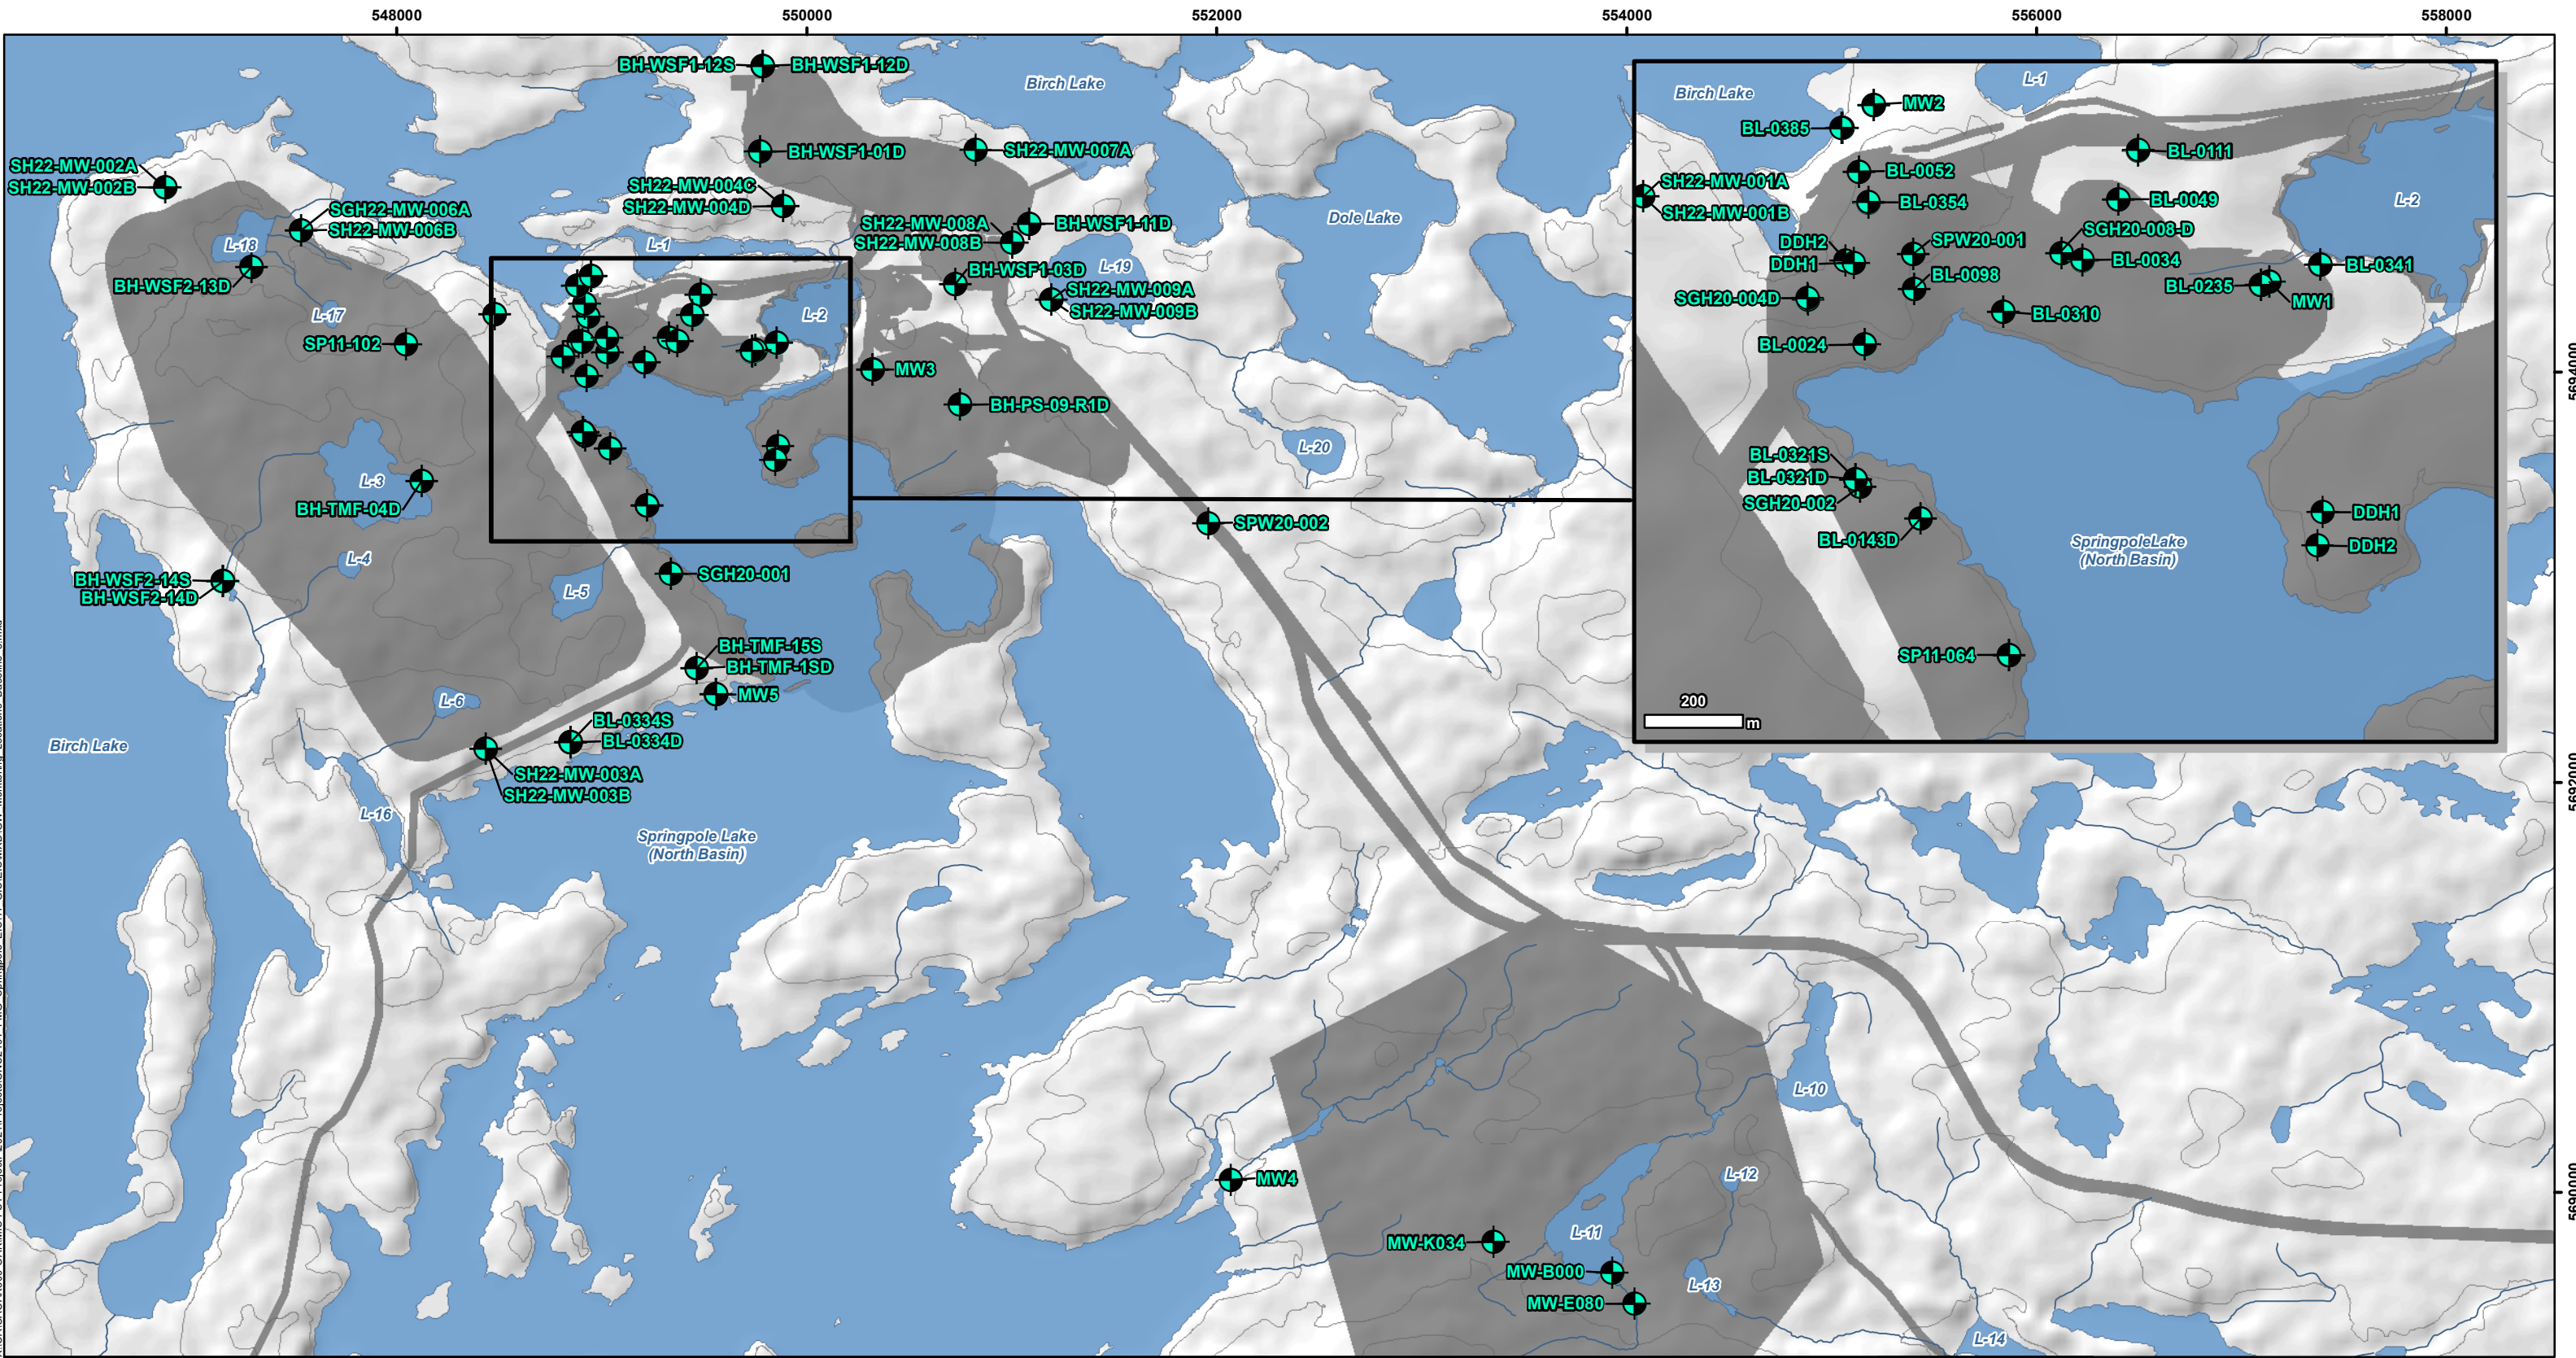 548000
550000
552000
554000
556000
558000
BH-WSF1-12S
BH-WSF1-12D
Birch Lake
BH-WSF1-01D
SH22-MW-007A
SH22-MW-002A
SH22-MW-002B
SH22-MW-004C
SH22-MW-004D
SGH22-MW-006A
SH22-MW-006B
Dole Lake
SH22-MW-008A
SH22-MW-008B
BH-WSF1-11D
L-18
L-1
BH-WSF2-13D
BH-WSF1-03D
L-19
SH22-MW-009A
SH22-MW-009B
L-17
L-2
SP11-102
MW3
BH-PS-09-R1D
L-20
L-3
BH-TMF-04D
SPW20-002
L-4
BH-WSF2-14S
BH-WSF2-14D
SGH20-001
L-5
BH-TMF-15S
BH-TMF-1SD
MW5
L-6
BL-0334S
BL-0334D
Birch Lake
SH22-MW-003A
SH22-MW-003B
L-16
Springpole Lake
(North Basin)
L-10
L-12
MW4
L-11
MW-K034
MW-B000
L-13
MW-E080
L-14
Birch Lake
L-1
MW2
BL-0385
BL-0111
BL-0052
SH22-MW-001A
SH22-MW-001B
BL-0354
BL-0049
L-2
DDH2
DDH1
SPW20-001
SGH20-008-D
BL-0034
BL-0341
BL-0098
BL-0235
MW1
SGH20-004D
BL-0310
BL-0024
BL-0321S
BL-0321D
SGH20-002
BL-0143D
DDH1
DDH2
SpringpoleLake
(North Basin)
SP11-064
200
m
5694000
5692000
5690000